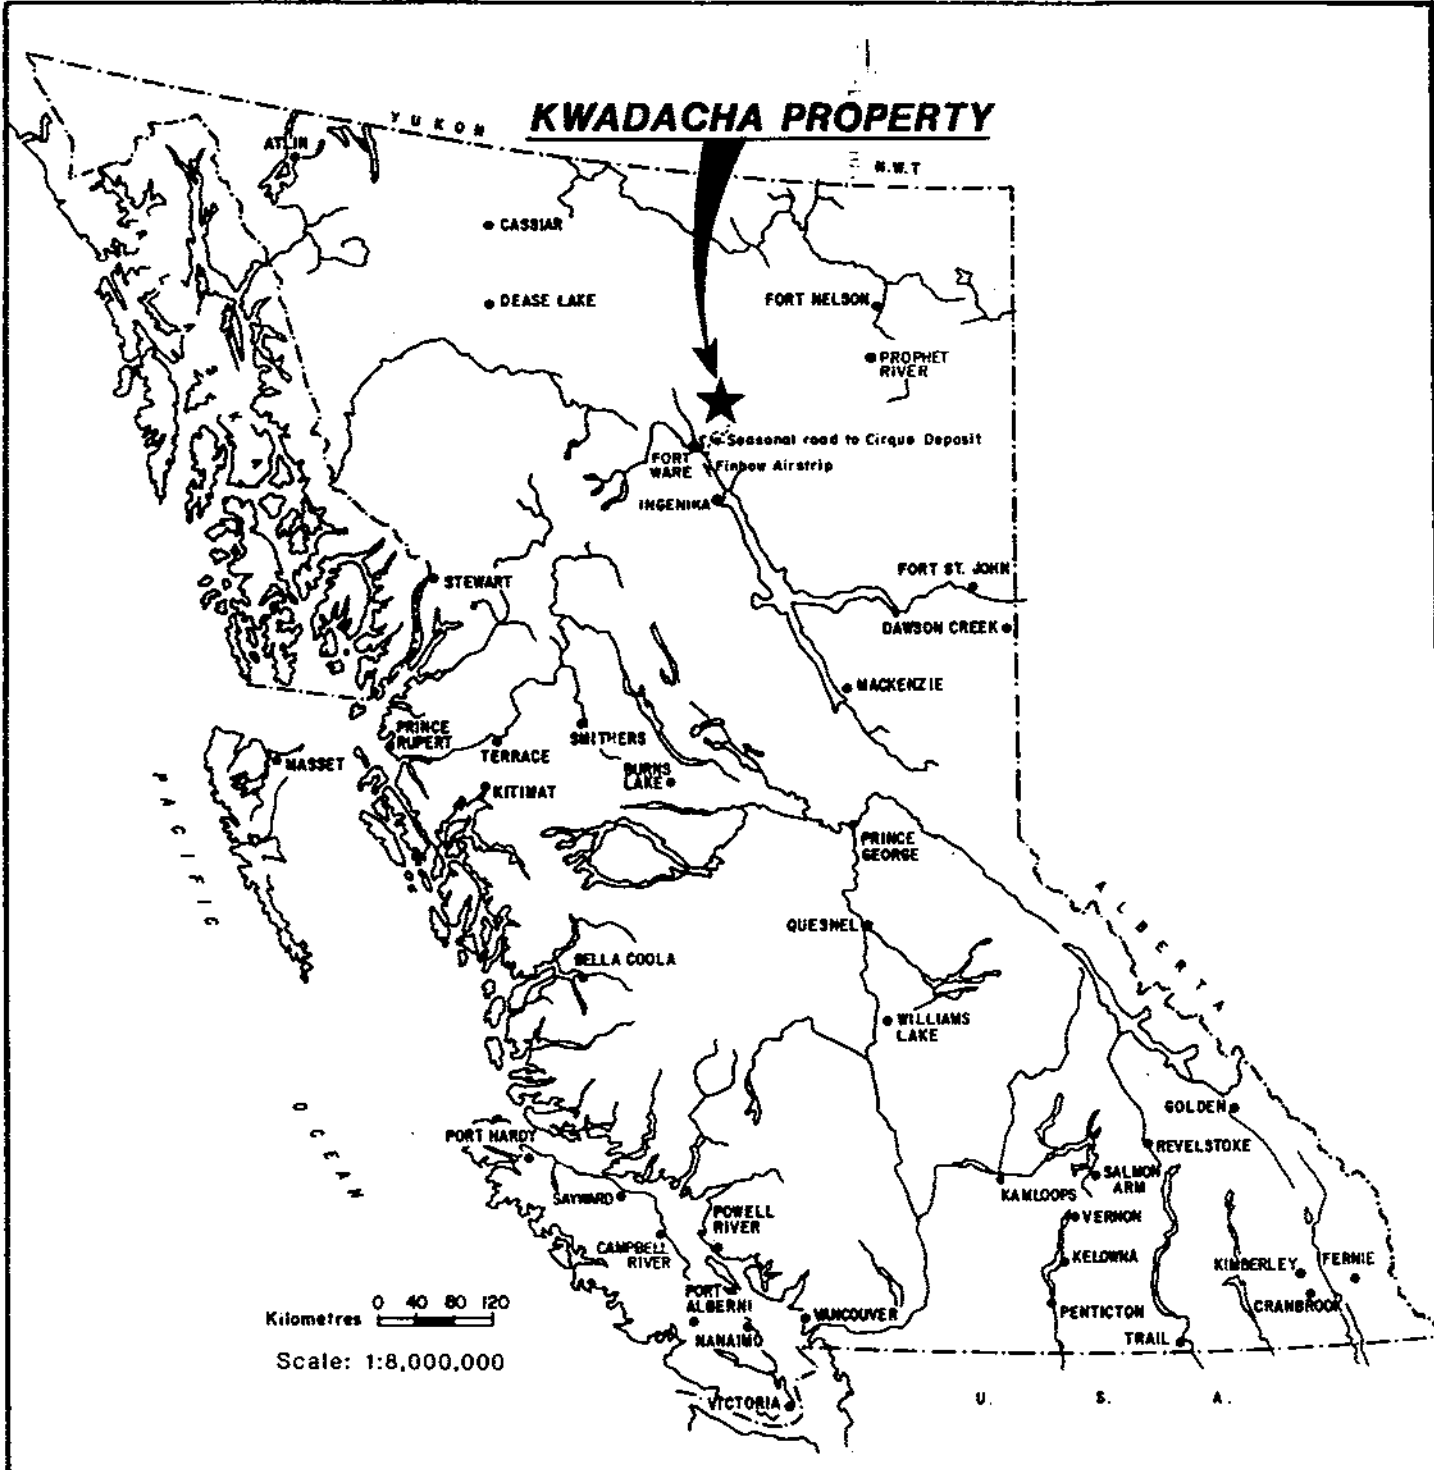 KWADACHA PROPERTY
YUKON
N.W.T
ATLIN
CASSIAR
DEASE LAKE
FORT NELSON
PROPHET
RIVER
Seasonal road to Cirque Deposit
FORT
WARE
Finbow Airstrip
INGENIKA
ALASKA
STEWART
FORT ST. JOHN
DAWSON CREEK
MACKENZIE
PRINCE
RUPERT
TERRACE
SMITHERS
MASSET
BURNS
LAKE
KITIMAT
PRINCE
GEORGE
PACIFIC
ALBERTA
QUESNEL
BELLA COOLA
WILLIAMS
LAKE
OCEAN
GOLDEN
PORT HARDY
REVELSTOKE
SALMON
ARM
KAMLOOPS
SAYWARD
POWELL
RIVER
VERNON
CAMPBELL
RIVER
KELOWNA
KIMBERLEY
FERNIE
PORT
ALBERNI
CRANBROOK
Kilometres 0 40 80 120
VANCOUVER
PENTICTON
NANAIMO
TRAIL
Scale: 1:8,000,000
VICTORIA
U. S. A.